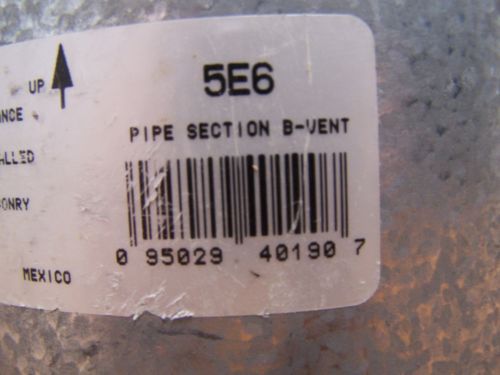 UP
5E6
PIPE SECTION B-VENT
0 95029 40190 7
MEXICO